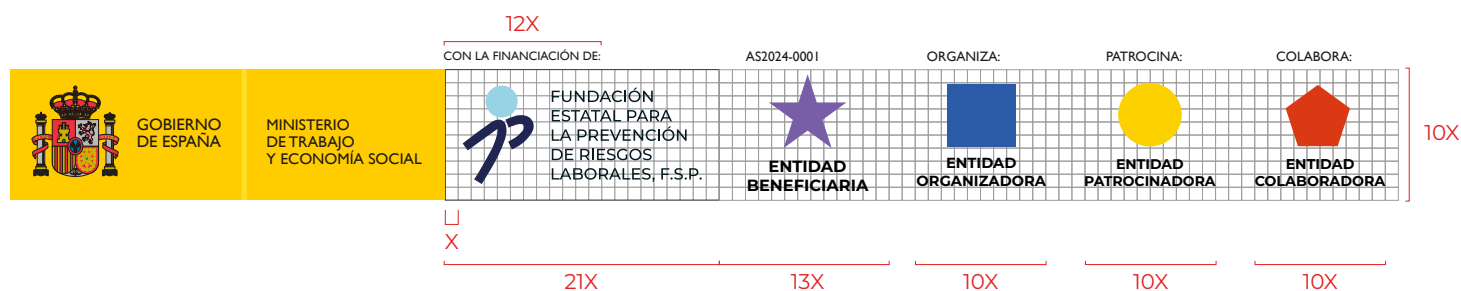 12X
CON LA FINANCIACIÓN DE:
AS2024-0001
ORGANIZA:
PATROCINA:
COLABORA:
GOBIERNO
DE ESPAÑA
MINISTERIO
DE TRABAJO
Y ECONOMÍA SOCIAL
FUNDACIÓN
ESTATAL PARA
LA PREVENCIÓN
DE RIESGOS
LABORALES, F.S.P.
ENTIDAD
BENEFICIARIA
ENTIDAD
ORGANIZADORA
ENTIDAD
PATROCINADORA
ENTIDAD
COLABORADORA
10X
X
21X
13X
10X
10X
10X